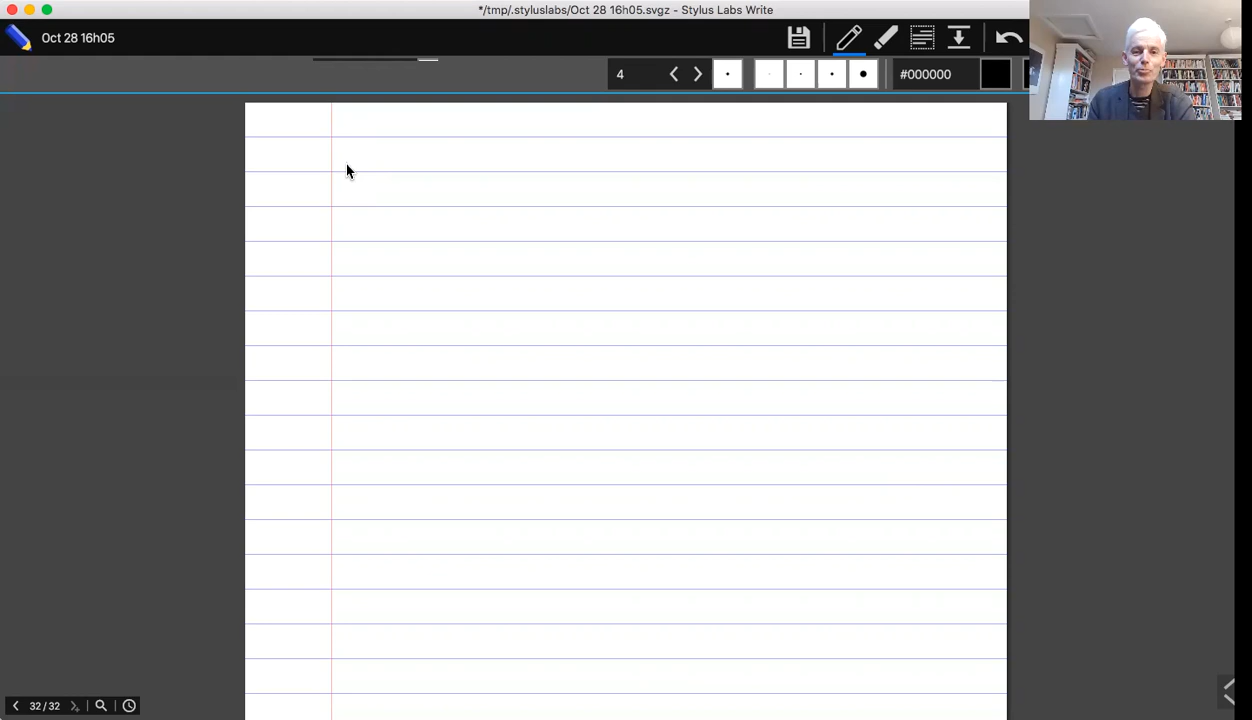 */tmp/.styluslabs/Oct 28 16h05.svgz - Stylus Labs Write
Oct 28 16h05
4
#000000
32/32